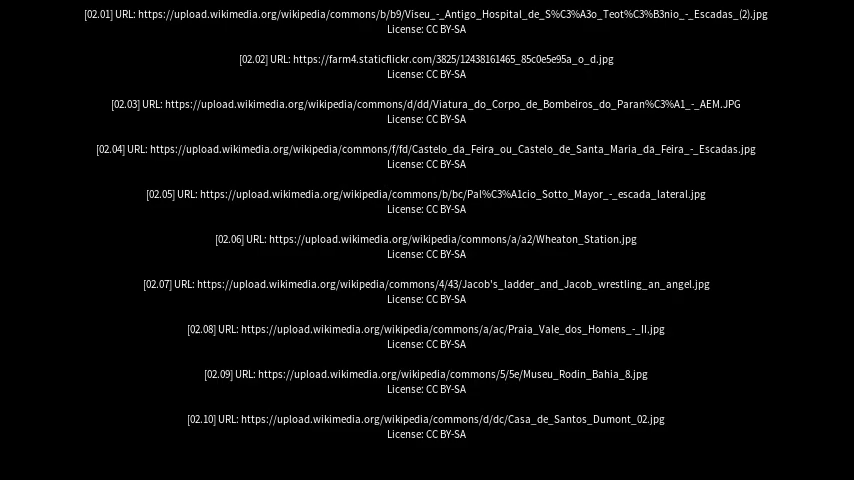 [02.01] URL: https://upload.wikimedia.org/wikipedia/commons/b/b9/Viseu_-_Antigo_Hospital_de_S%C3%A3o_Teot%C3%B3nio_-_Escadas_(2).jpg
License: CC BY-SA
[02.02] URL: https://farm4.staticflickr.com/3825/12438161465_85c0e5e95a_o_d.jpg
License: CC BY-SA
[02.03] URL: https://upload.wikimedia.org/wikipedia/commons/d/dd/Viatura_do_Corpo_de_Bombeiros_do_Paran%C3%A1_-_AEM.JPG
License: CC BY-SA
[02.04] URL: https://upload.wikimedia.org/wikipedia/commons/f/fd/Castelo_da_Feira_ou_Castelo_de_Santa_Maria_da_Feira_-_Escadas.jpg
License: CC BY-SA
[02.05] URL: https://upload.wikimedia.org/wikipedia/commons/b/bc/Pal%C3%A1cio_Sotto_Mayor_-_escada_lateral.jpg
License: CC BY-SA
[02.06] URL: https://upload.wikimedia.org/wikipedia/commons/a/a2/Wheaton_Station.jpg
License: CC BY-SA
[02.07] URL: https://upload.wikimedia.org/wikipedia/commons/4/43/Jacob's_ladder_and_Jacob_wrestling_an_angel.jpg
License: CC BY-SA
[02.08] URL: https://upload.wikimedia.org/wikipedia/commons/a/ac/Praia_Vale_dos_Homens_-_II.jpg
License: CC BY-SA
[02.09] URL: https://upload.wikimedia.org/wikipedia/commons/5/5e/Museu_Rodin_Bahia_8.jpg
License: CC BY-SA
[02.10] URL: https://upload.wikimedia.org/wikipedia/commons/d/dc/Casa_de_Santos_Dumont_02.jpg
License: CC BY-SA